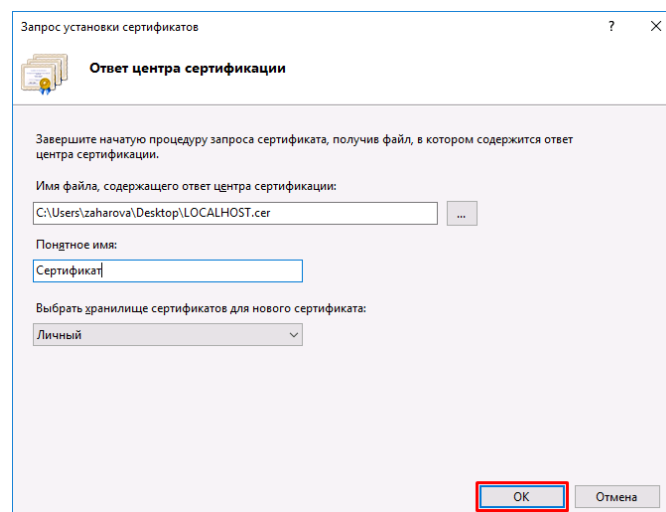 Запрос установки сертификатов
?
Ответ центра сертификации
Завершите начатую процедуру запроса сертификата, получив файл, в котором содержится ответ
центра сертификации.
Имя файла, содержащего ответ центра сертификации:
C:\Users\zaharova\Desktop\LOCALHOST.cer
...
Понятное имя:
Сертификат
Выбрать хранилище сертификатов для нового сертификата:
Личный
ОК Отмена